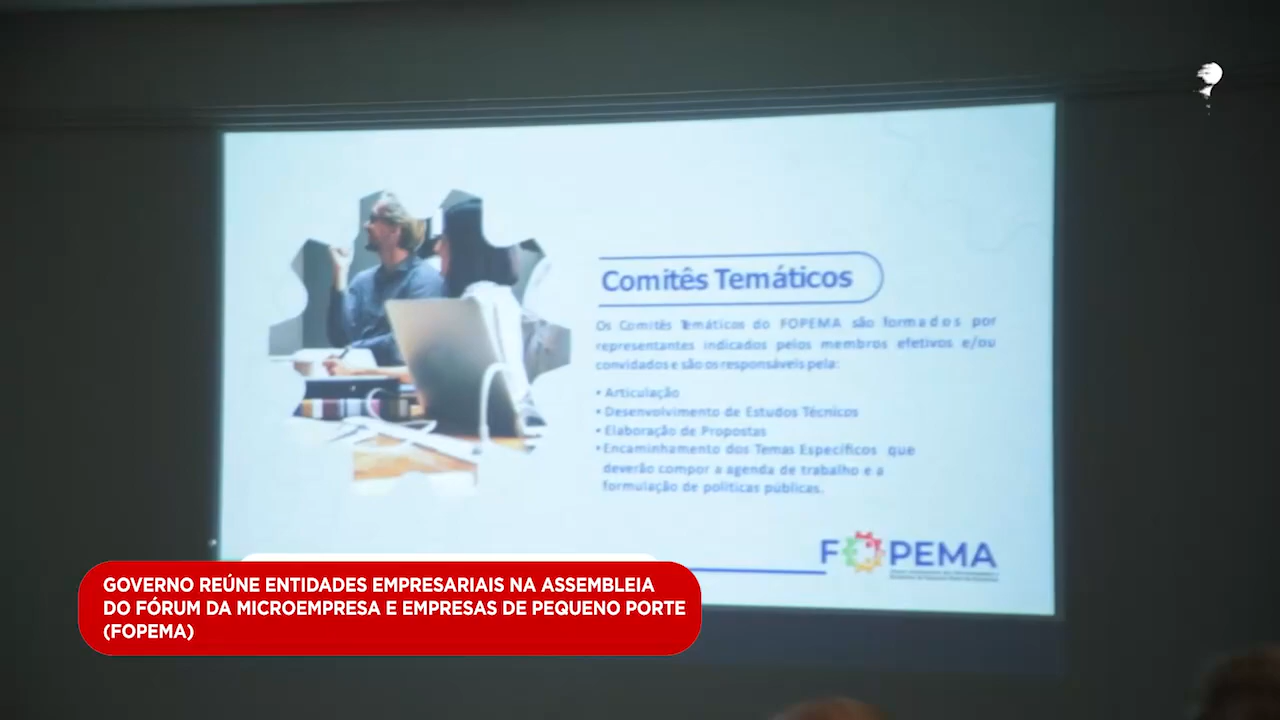 Comitês Temáticos
Os Comitês Temáticos do FOPEMA são formados por
representantes indicados pelos membros efetivos e/ou
convidados e são os responsáveis pela:
• Articulação
• Desenvolvimento de Estudos Técnicos
• Elaboração de Propostas
• Encaminhamento dos Temas Específicos que
deverão compor a agenda de trabalho e a
formulação de políticas públicas.
FOPEMA
GOVERNO REÚNE ENTIDADES EMPRESARIAIS NA ASSEMBLEIA
DO FÓRUM DA MICROEMPRESA E EMPRESAS DE PEQUENO PORTE
(FOPEMA)